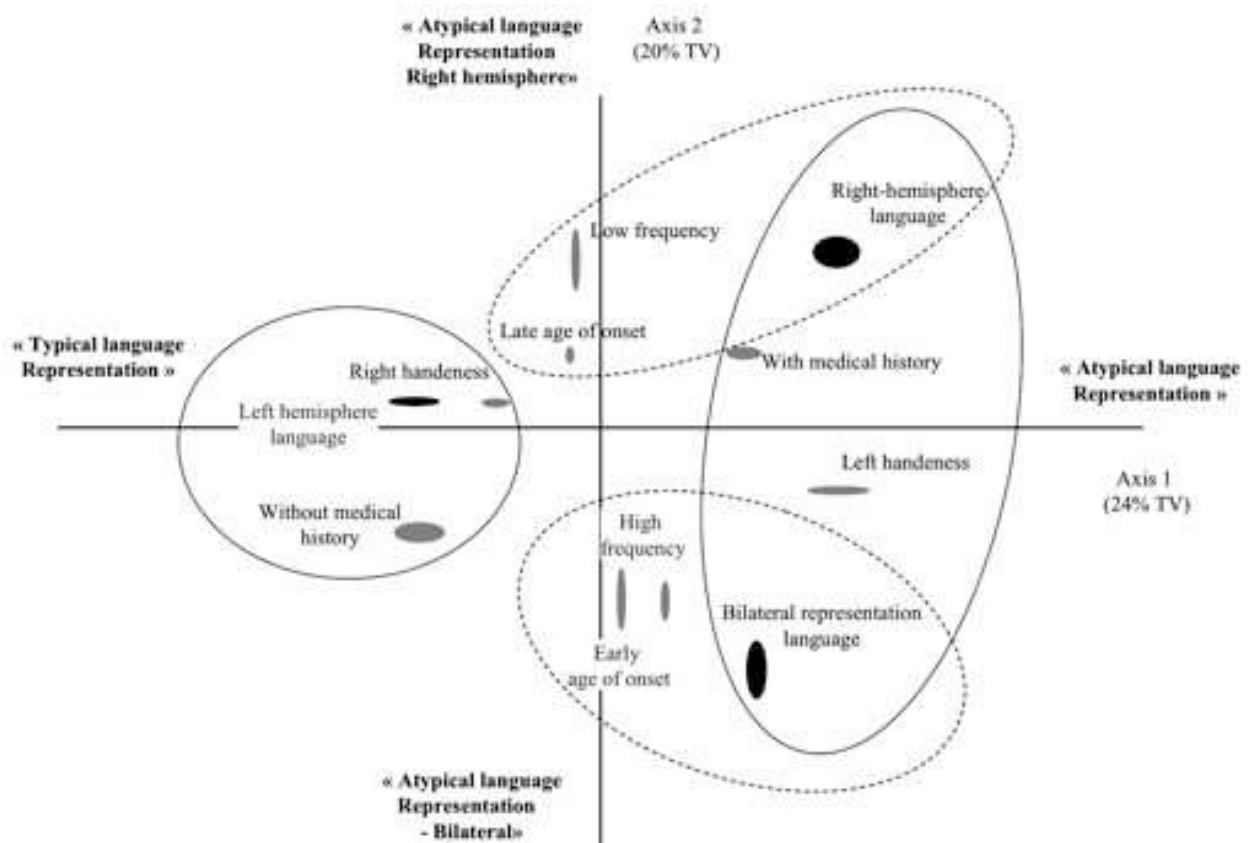 « Atypical language
Representation
Right hemisphere»
Axis 2
(20% TV)
Right-hemisphere
language
Low frequency
Late age of onset
With medical history
« Typical language
Representation »
Right handeness
Left hemisphere
language
« Atypical language
Representation »
Left handeness
Axis 1
(24% TV)
Without medical
history
High
frequency
Bilateral representation
language
Early
age of onset
« Atypical language
Representation
- Bilateral»